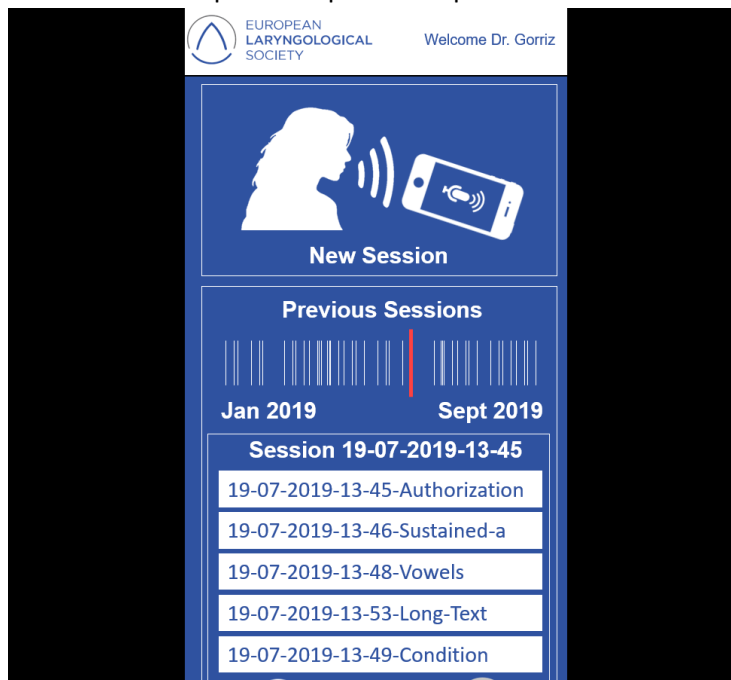 EUROPEAN
LARYNGOLOGICAL
SOCIETY
Welcome Dr. Gorriz
New Session
Previous Sessions
Jan 2019 Sept 2019
Session 19-07-2019-13-45
19-07-2019-13-45-Authorization
19-07-2019-13-46-Sustained-a
19-07-2019-13-48-Vowels
19-07-2019-13-53-Long-Text
19-07-2019-13-49-Condition